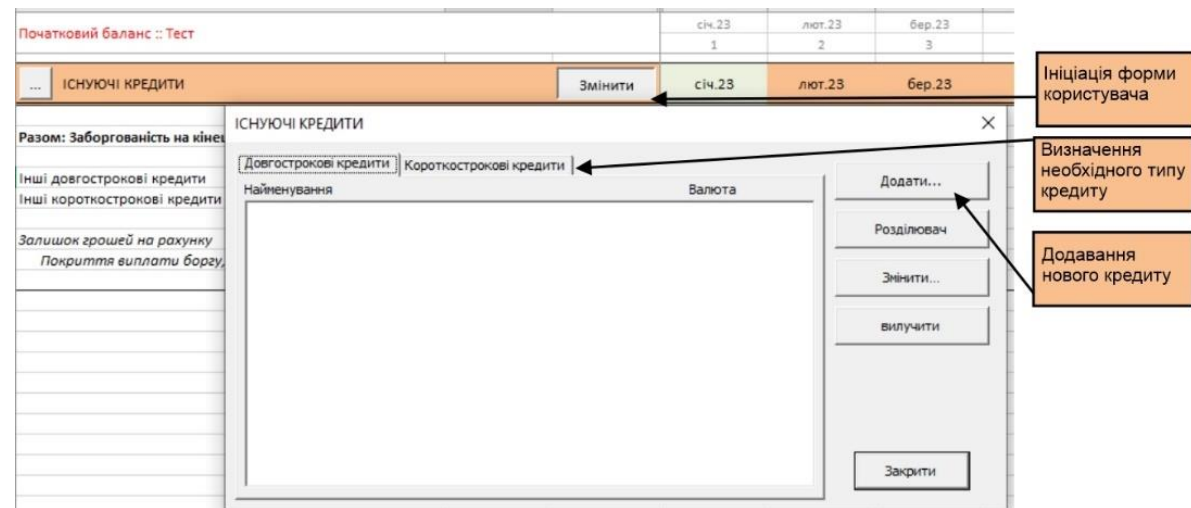 Початковий баланс :: Тест
січ.23 лют.23 бер.23
1 2 3
... ІСНУЮЧІ КРЕДИТИ Змінити січ.23 лют.23 бер.23
Ініціація форми
користувача
ІСНУЮЧІ КРЕДИТИ
Разом: Заборгованість на кінец
Довгострокові кредити Короткострокові кредити
Найменування Валюта
Визначення
необхідного типу
кредиту
Інші довгострокові кредити
Інші короткострокові кредити
Залишок грошей на рахунку
Покриття виплати боргу,
Додати...
Розділювач
Змінити...
вилучити
Закрити
Додавання
нового кредиту